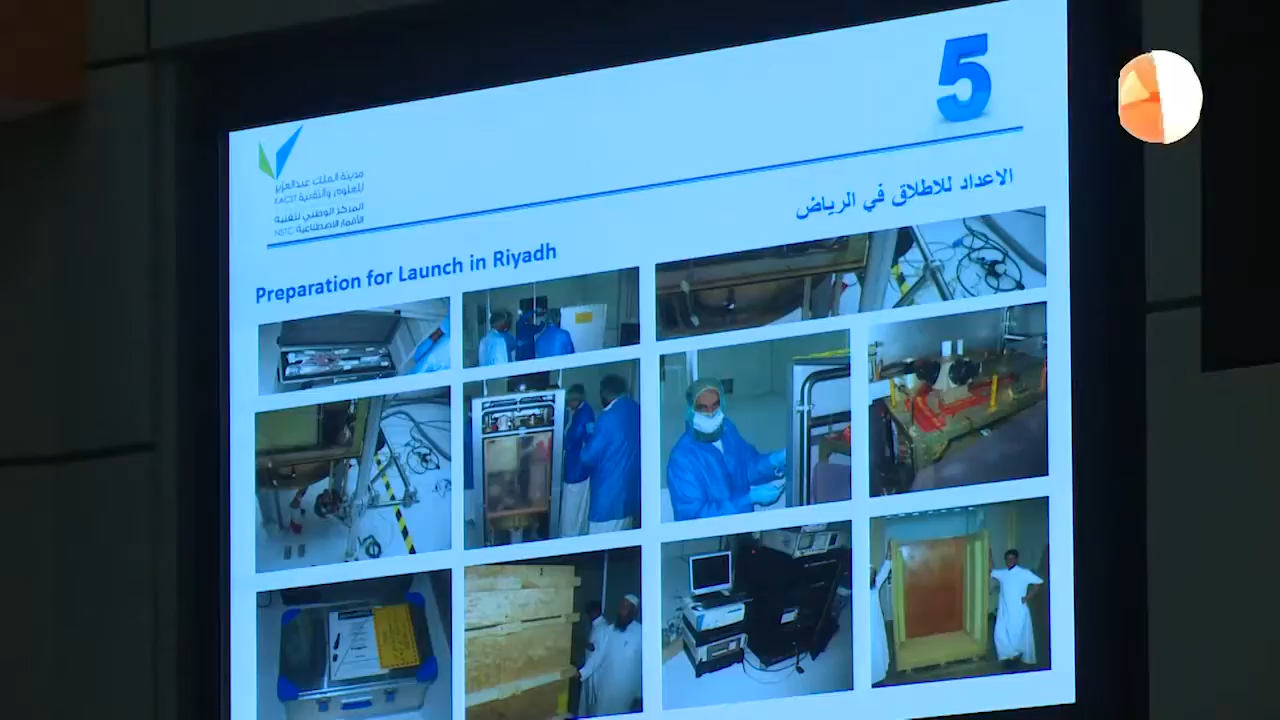 5
مدينة الملك عبدالعزيز
للعلوم والتقنية KACST
المركز الوطني لتقنية
الأقمار الاصطناعية NSTC
الاعداد للاطلاق في الرياض
Preparation for Launch in Riyadh